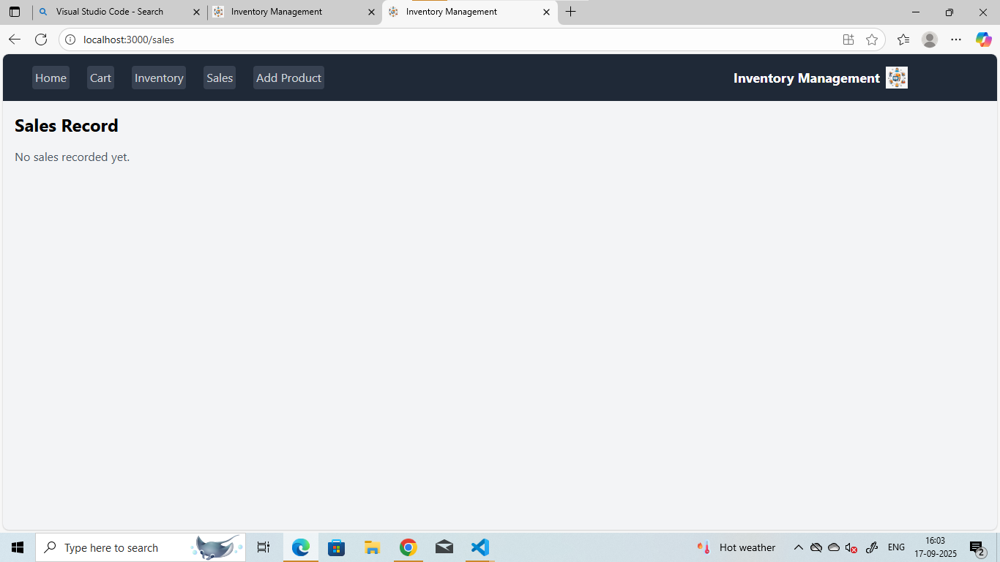 Visual Studio Code - Search
Inventory Management
Inventory Management
localhost:3000/sales
Home Cart Inventory Sales Add Product
Inventory Management
Sales Record
No sales recorded yet.
Type here to search
Hot weather
ENG
16:03
17-09-2025
2